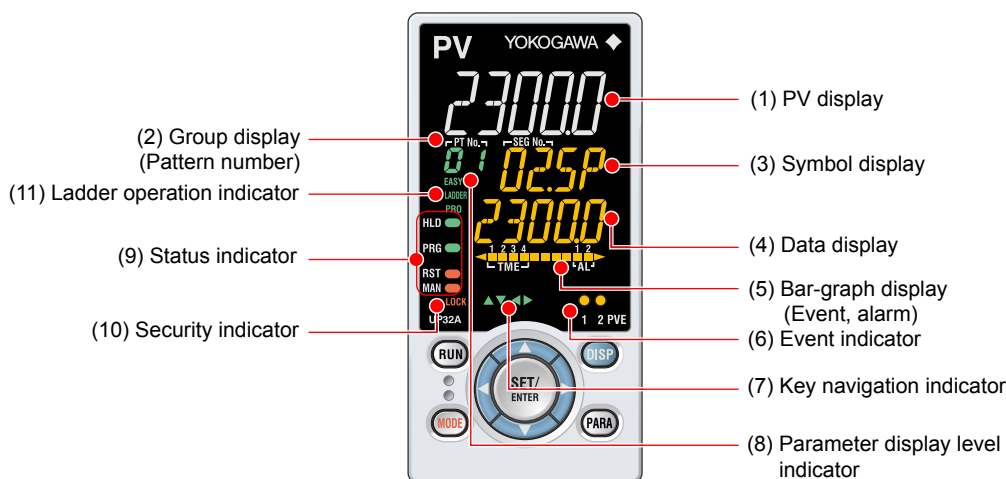 PV YOKOGAWA
2300.0
(1) PV display
(2) Group display
(Pattern number)
PT No. SEG No.
01 02.SP
(3) Symbol display
EASY
(11) Ladder operation indicator
LADDER
PRO
2300.0
(4) Data display
HLD
PRG
RST
MAN
(9) Status indicator
1 2 3 4 1 2
TME AL
(5) Bar-graph display
(Event, alarm)
LOCK
(10) Security indicator
UP32A
1 2 PVE
(6) Event indicator
RUN
DISP
SET/
ENTER
(7) Key navigation indicator
MODE
PARA
(8) Parameter display level
indicator